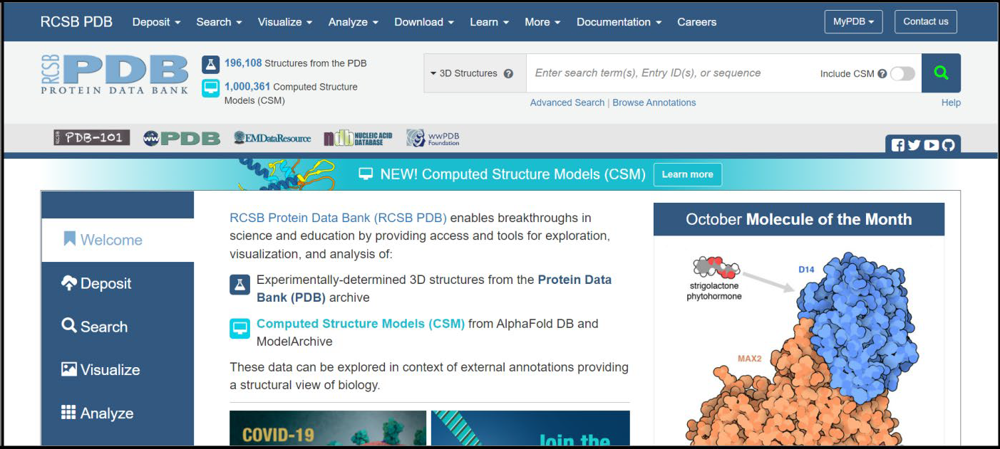 RCSB PDB Deposit Search Visualize Analyze Download Learn More Documentation Careers MyPDB Contact us
RCSB PDB
PROTEIN DATA BANK
196,108 Structures from the PDB
1,000,361 Computed Structure
Models (CSM)
3D Structures ? Enter search term(s), Entry ID(s), or sequence Include CSM ?
Advanced Search | Browse Annotations Help
RCSB PDB-101 wwPDB EMDataResource ndb NUCLEIC ACID
DATABASE
wwPDB
Foundation
NEW! Computed Structure Models (CSM) Learn more
Welcome
Deposit
Search
Visualize
Analyze
RCSB Protein Data Bank (RCSB PDB) enables breakthroughs in
science and education by providing access and tools for exploration,
visualization, and analysis of:
Experimentally-determined 3D structures from the Protein Data
Bank (PDB) archive
Computed Structure Models (CSM) from AlphaFold DB and
ModelArchive
These data can be explored in context of external annotations providing
a structural view of biology.
COVID-19
Join the
October Molecule of the Month
D14
strigolactone
phytohormone
MAX2